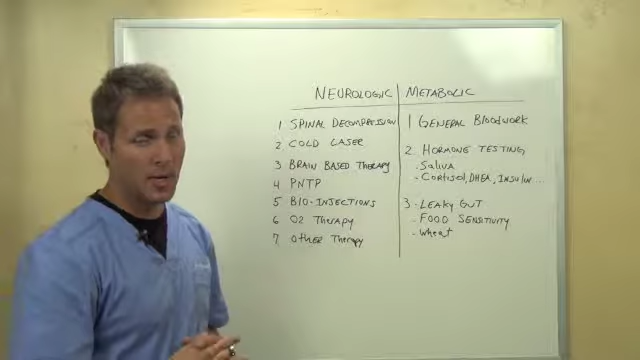 NEUROLOGIC
1 SPINAL DECOMPRESSION
2 COLD LASER
3 BRAIN BASED THERAPY
4 PNTP
5 BIO-INJECTIONS
6 O2 THERAPY
7 OTHER THERAPY
METABOLIC
1 GENERAL BLOODWORK
2. HORMONE TESTING
. SALIVA
- CORTISOL, DHEA, INSULIN...
3 - LEAKY GUT
- FOOD SENSITIVITY
- WHEAT